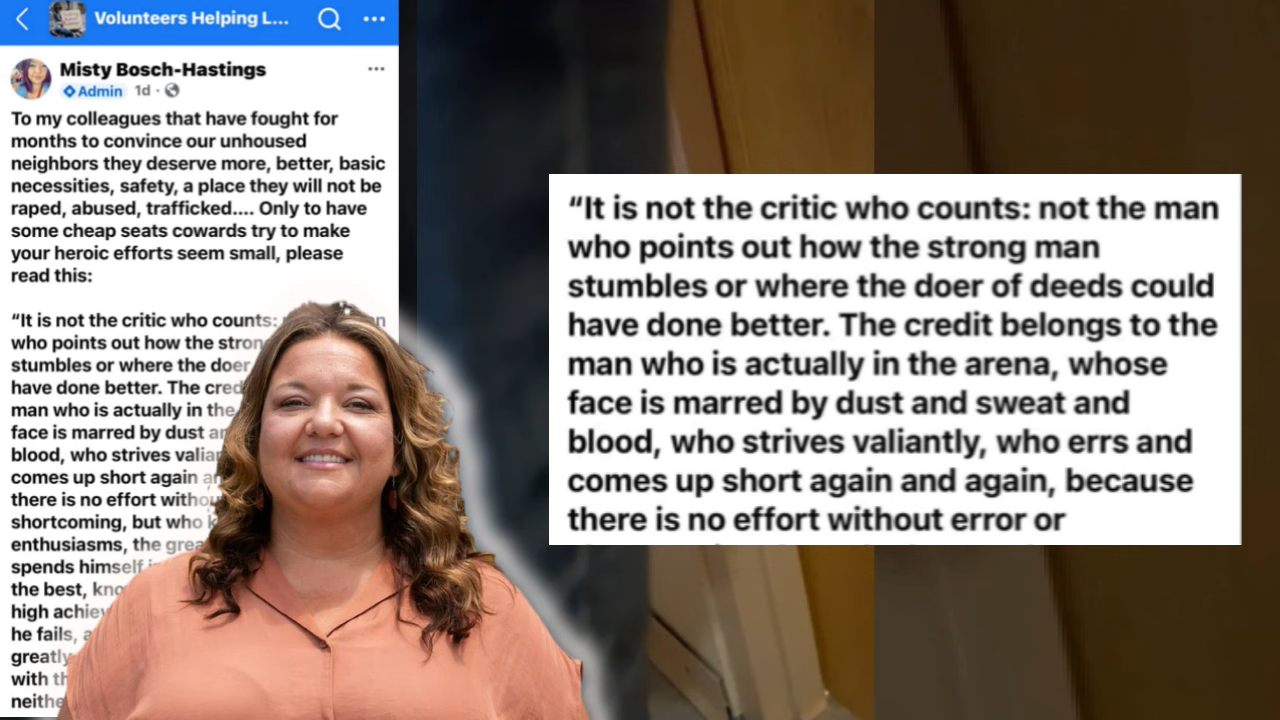 Volunteers Helping L...
Misty Bosch-Hastings
Admin 1d ·
To my colleagues that have fought for
months to convince our unhoused
neighbors they deserve more, better, basic
necessities, safety, a place they will not be
raped, abused, trafficked.... Only to have
some cheap seats cowards try to make
your heroic efforts seem small, please
read this:
“It is not the critic who counts:
who points out how the stron
stumbles or where the doer
have done better. The cred
man who is actually in the
face is marred by dust an
blood, who strives valian
comes up short again an
there is no effort withou
shortcoming, but who k
enthusiasms, the grea
spends himself i
the best, kno
high achiev
he fails, a
greatly
with th
neithe
“It is not the critic who counts: not the man
who points out how the strong man
stumbles or where the doer of deeds could
have done better. The credit belongs to the
man who is actually in the arena, whose
face is marred by dust and sweat and
blood, who strives valiantly, who errs and
comes up short again and again, because
there is no effort without error or